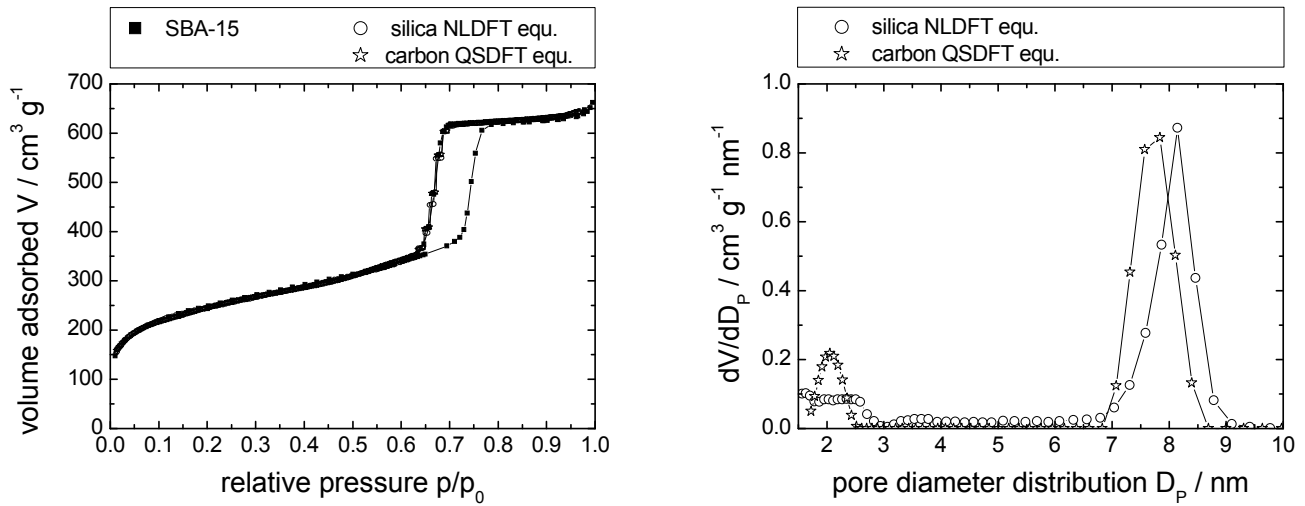 ■ SBA-15 ○ silica NLDFT equ.
☆ carbon QSDFT equ.
700
600
500
400
300
200
100
0
0.0 0.1 0.2 0.3 0.4 0.5 0.6 0.7 0.8 0.9 1.0
volume adsorbed V / cm³ g⁻¹
relative pressure p/p₀
○ silica NLDFT equ.
☆ carbon QSDFT equ.
1.0
0.8
0.6
0.4
0.2
0.0
2 3 4 5 6 7 8 9 10
dV/dD_P / cm³ g⁻¹ nm⁻¹
pore diameter distribution D_P / nm